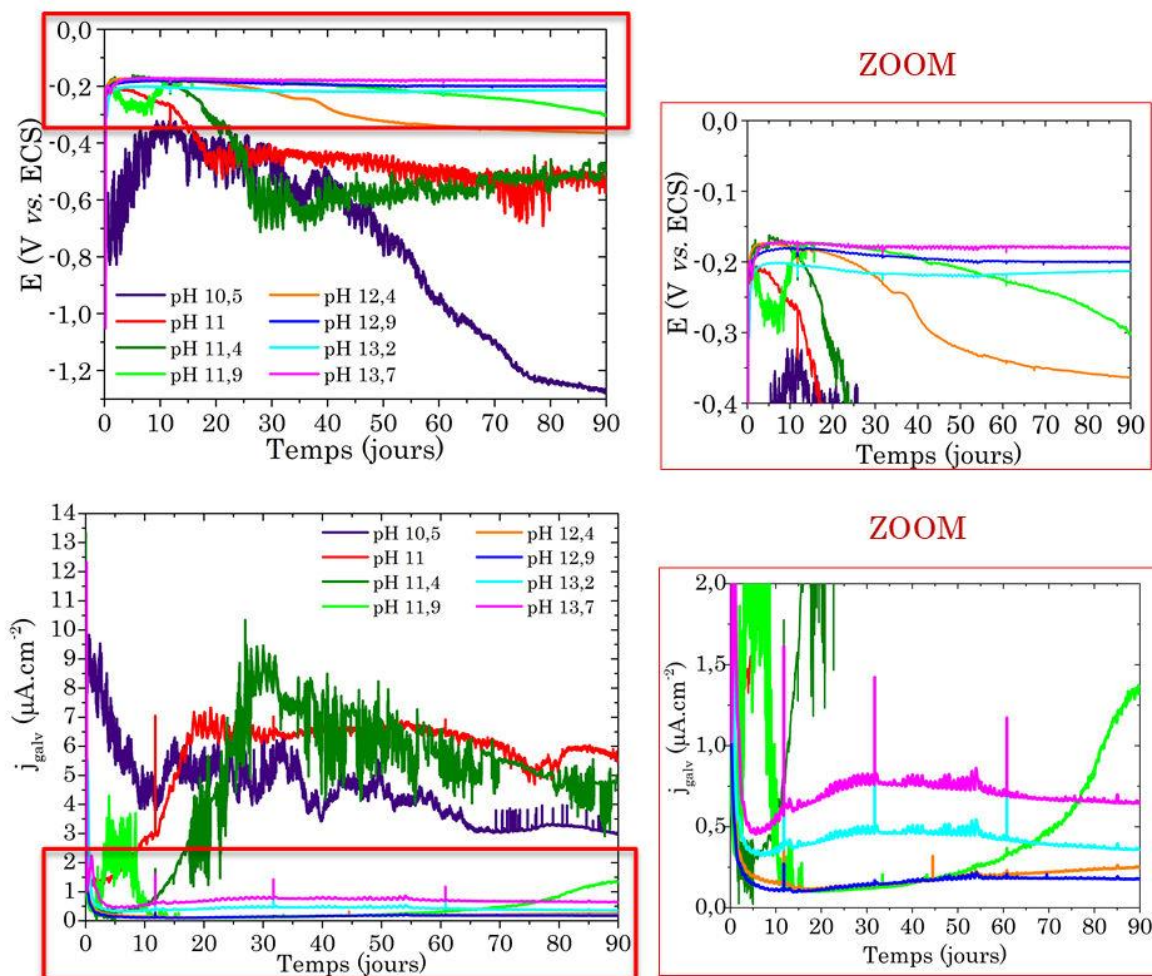 0,0
-0,2
-0,4
-0,6
-0,8
-1,0
-1,2
E (V vs. ECS)
pH 10,5
pH 12,4
pH 11
pH 12,9
pH 11,4
pH 13,2
pH 11,9
pH 13,7
0 10 20 30 40 50 60 70 80 90
Temps (jours)
ZOOM
0,0
-0,1
-0,2
-0,3
-0,4
E (V vs. ECS)
0 10 20 30 40 50 60 70 80 90
Temps (jours)
14
13
12
11
10
9
8
7
6
5
4
3
2
1
0
jgalv (µA.cm-2)
pH 10,5
pH 12,4
pH 11
pH 12,9
pH 11,4
pH 13,2
pH 11,9
pH 13,7
0 10 20 30 40 50 60 70 80 90
Temps (jours)
ZOOM
2,0
1,5
1,0
0,5
0,0
jgalv (µA.cm-2)
0 10 20 30 40 50 60 70 80 90
Temps (jours)